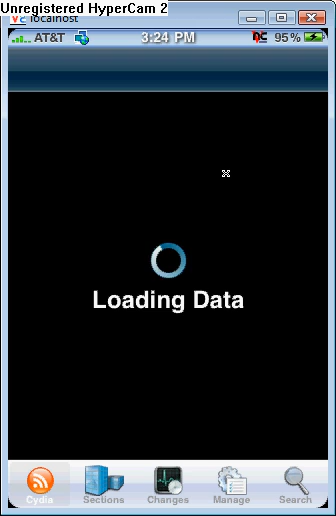 Unregistered HyperCam 2
localhost
AT&T 3:24 PM 95%
Loading Data
Cydia Sections Changes Manage Search